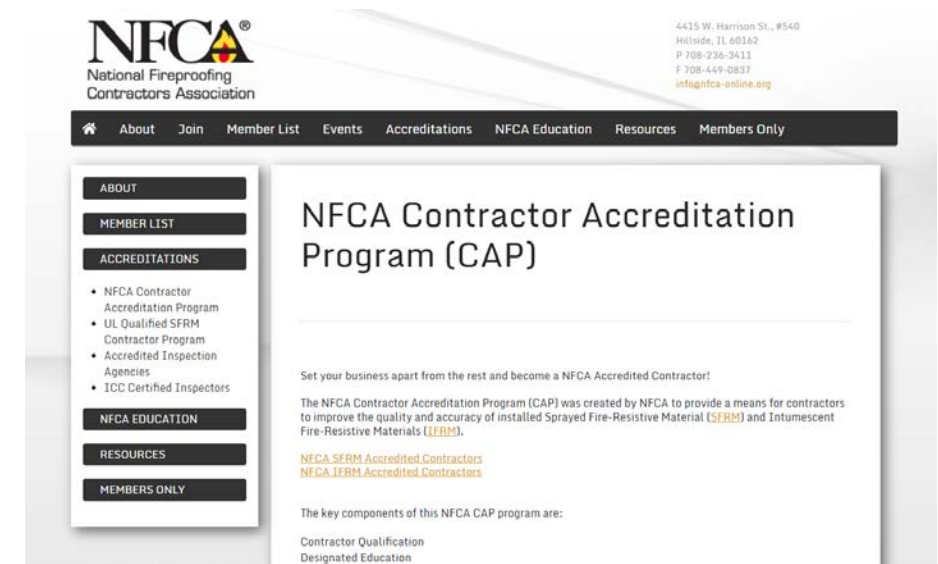 NFCA®
National Fireproofing
Contractors Association
4415 W. Harrison St., #540
Hillside, IL 60162
P 708-236-3411
F 708-449-0837
info@nfca-online.org
About Join Member List Events Accreditations NFCA Education Resources Members Only
ABOUT
MEMBER LIST
ACCREDITATIONS
• NFCA Contractor
Accreditation Program
• UL Qualified SFRM
Contractor Program
• Accredited Inspection
Agencies
• ICC Certified Inspectors
NFCA EDUCATION
RESOURCES
MEMBERS ONLY
NFCA Contractor Accreditation
Program (CAP)
Set your business apart from the rest and become a NFCA Accredited Contractor!
The NFCA Contractor Accreditation Program (CAP) was created by NFCA to provide a means for contractors
to improve the quality and accuracy of installed Sprayed Fire-Resistive Material (SFRM) and Intumescent
Fire-Resistive Materials (IFRM).
NFCA SFRM Accredited Contractors
NFCA IFRM Accredited Contractors
The key components of this NFCA CAP program are:
Contractor Qualification
Designated Education